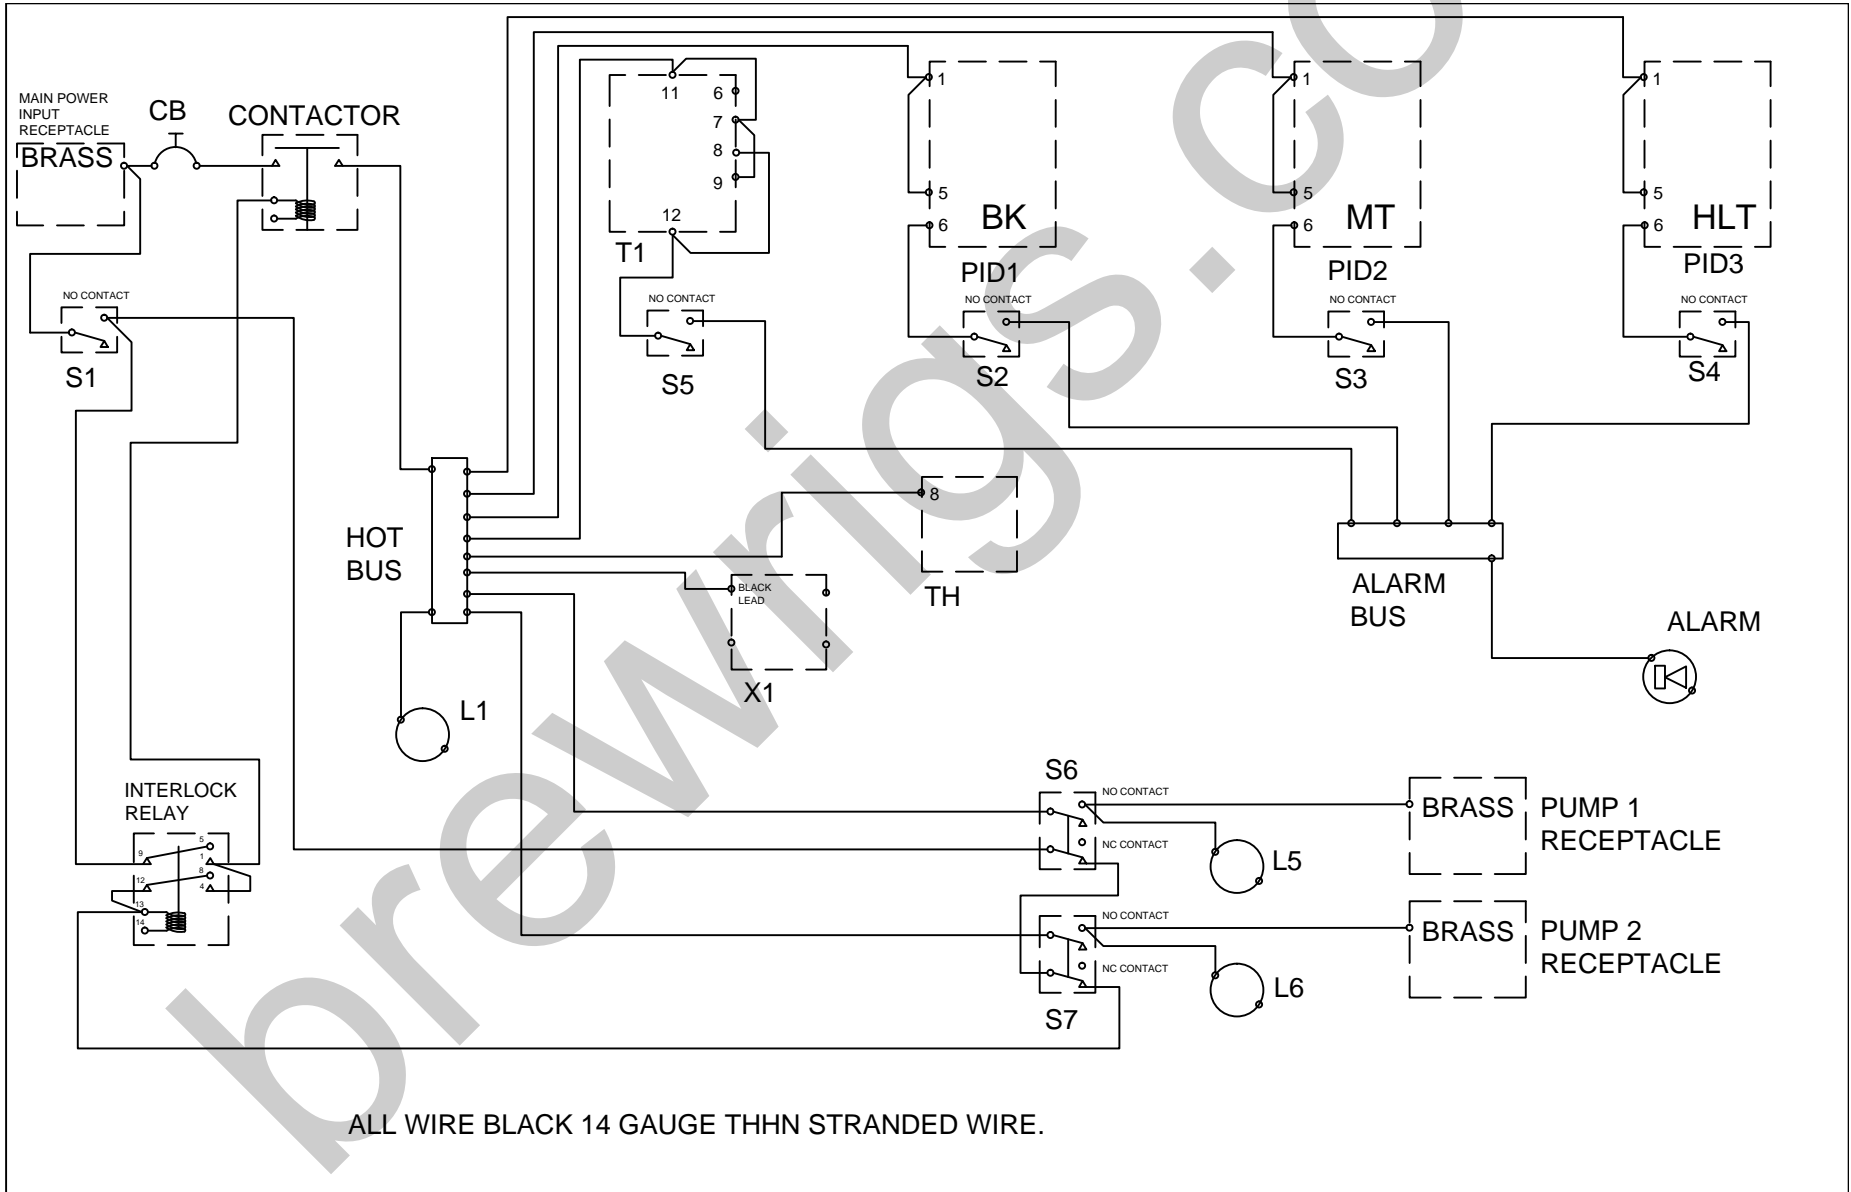 brewrigs.co
MAIN POWER
INPUT
RECEPTACLE
BRASS
CB
CONTACTOR
NO CONTACT
S1
11
6
7
8
9
12
T1
NO CONTACT
S5
1
5
6
BK
PID1
NO CONTACT
S2
1
5
6
MT
PID2
NO CONTACT
S3
1
5
6
HLT
PID3
NO CONTACT
S4
HOT
BUS
8
TH
BLACK
LEAD
X1
ALARM
BUS
ALARM
L1
INTERLOCK
RELAY
9
5
1
12
8
4
13
14
S6
NO CONTACT
NC CONTACT
L5
BRASS
PUMP 1
RECEPTACLE
NO CONTACT
NC CONTACT
S7
L6
BRASS
PUMP 2
RECEPTACLE
ALL WIRE BLACK 14 GAUGE THHN STRANDED WIRE.